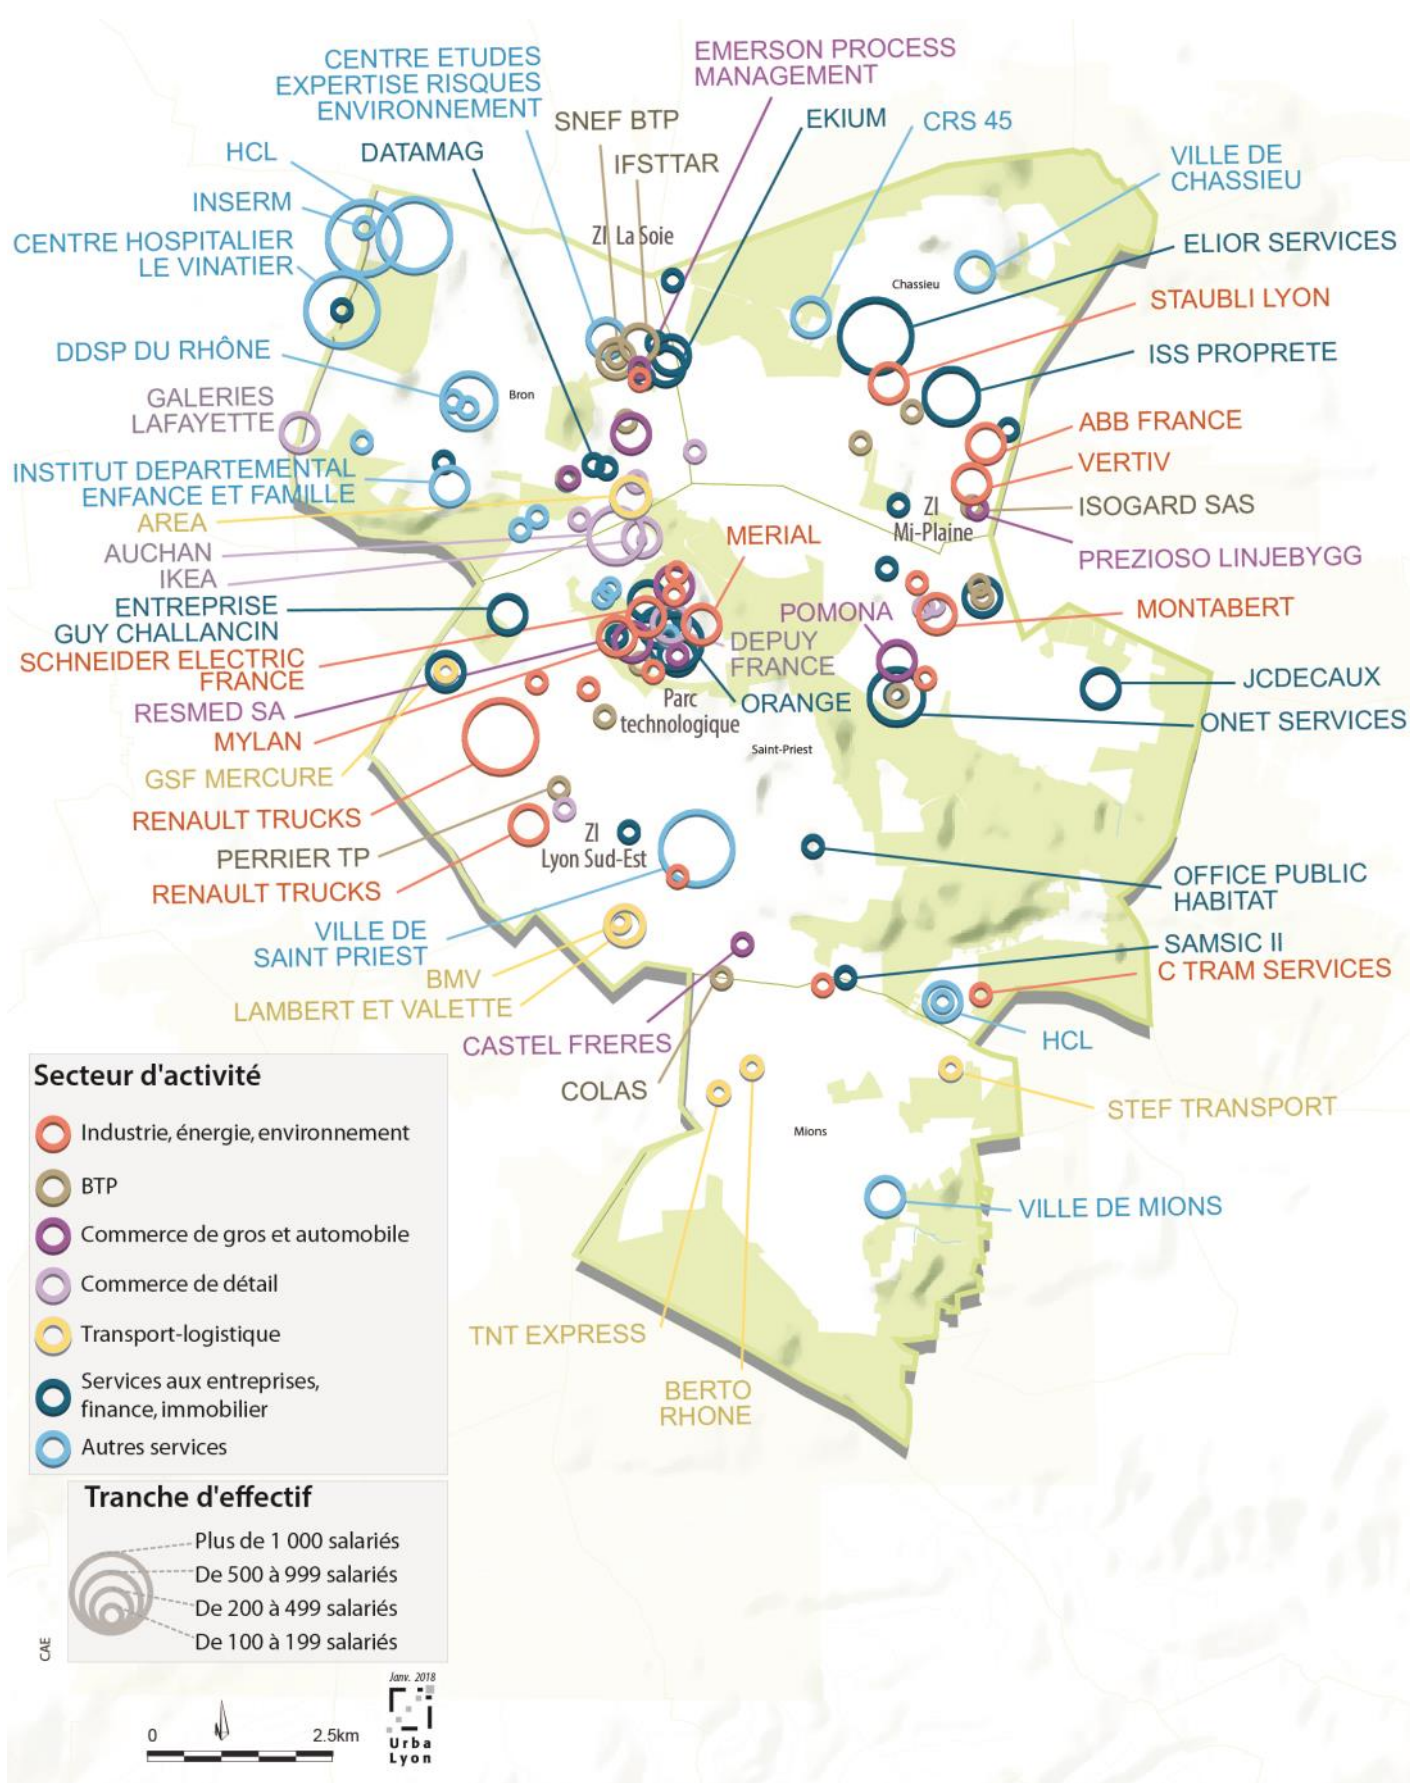 CENTRE ETUDES
EXPERTISE RISQUES
ENVIRONNEMENT
EMERSON PROCESS
MANAGEMENT
SNEF BTP
EKIUM
CRS 45
HCL
DATAMAG
IFSTTAR
VILLE DE
CHASSIEU
INSERM
CENTRE HOSPITALIER
LE VINATIER
ZI La Soie
ELIOR SERVICES
Chassieu
STAUBLI LYON
DDSP DU RHÔNE
ISS PROPRETE
GALERIES
LAFAYETTE
Bron
ABB FRANCE
INSTITUT DEPARTEMENTAL
ENFANCE ET FAMILLE
VERTIV
AREA
ZI
Mi-Plaine
ISOGARD SAS
AUCHAN
MERIAL
PREZIOSO LINJEBYGG
IKEA
ENTREPRISE
GUY CHALLANCIN
POMONA
MONTABERT
SCHNEIDER ELECTRIC
FRANCE
DEPUY
FRANCE
JCDECAUX
RESMED SA
Parc
technologique
ORANGE
ONET SERVICES
MYLAN
Saint-Priest
GSF MERCURE
RENAULT TRUCKS
PERRIER TP
ZI
Lyon Sud-Est
RENAULT TRUCKS
OFFICE PUBLIC
HABITAT
VILLE DE
SAINT PRIEST
SAMSIC II
BMV
C TRAM SERVICES
LAMBERT ET VALETTE
CASTEL FRERES
HCL
COLAS
STEF TRANSPORT
Mions
VILLE DE MIONS
TNT EXPRESS
BERTO
RHONE
Secteur d'activité
Industrie, énergie, environnement
BTP
Commerce de gros et automobile
Commerce de détail
Transport-logistique
Services aux entreprises,
finance, immobilier
Autres services
Tranche d'effectif
Plus de 1 000 salariés
De 500 à 999 salariés
De 200 à 499 salariés
De 100 à 199 salariés
CAE
Janv. 2018
0 2.5km
N
Urba
Lyon